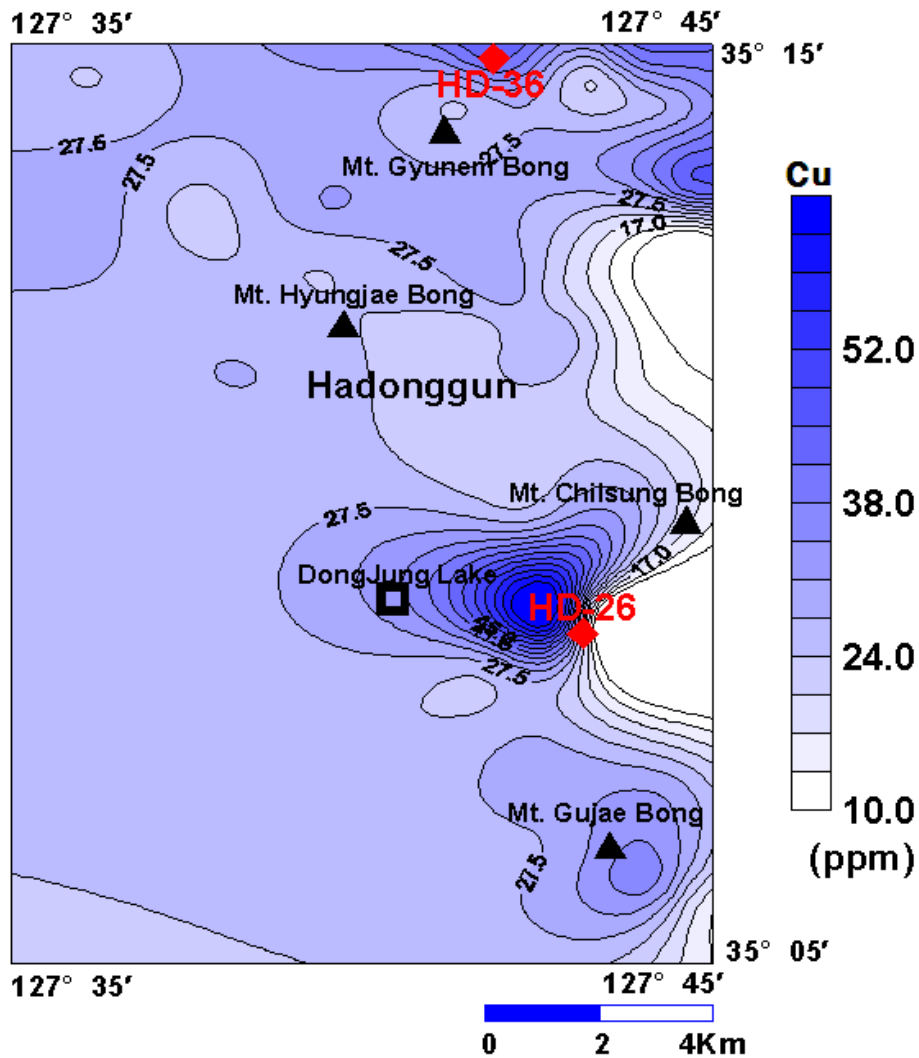 127° 35′ 127° 45′
35° 15′
HD-36
27.5
27.5
27.5
Mt. Gyunem Bong
Cu
27.5
17.0
27.5
Mt. Hyungjae Bong
52.0
Hadonggun
Mt. Chilsung Bong
38.0
27.5
17.0
DongJung Lake
HD-26
27.5
24.0
Mt. Gujae Bong
10.0
(ppm)
27.5
35° 05′
127° 35′ 127° 45′
0 2 4Km